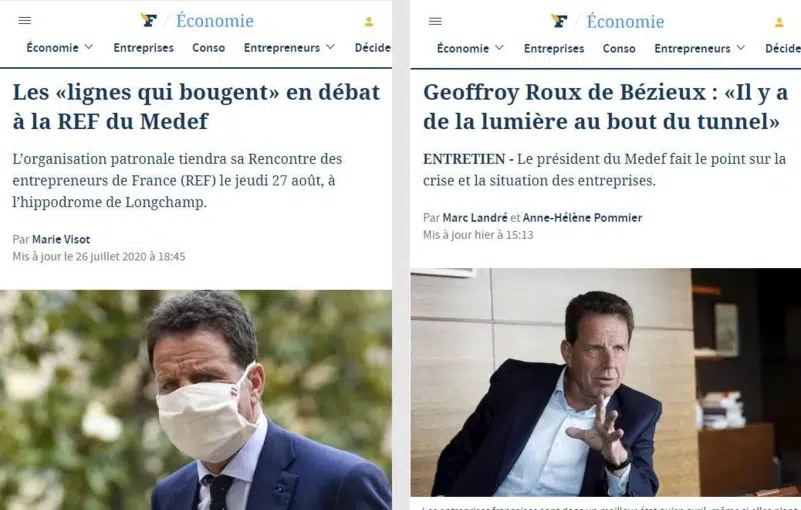 F / Économie
Économie Entreprises Conso Entrepreneurs Décide
Les «lignes qui bougent» en débat
à la REF du Medef
L’organisation patronale tiendra sa Rencontre des
entrepreneurs de France (REF) le jeudi 27 août, à
l’hippodrome de Longchamp.
Par Marie Visot
Mis à jour le 26 juillet 2020 à 18:45
F / Économie
Économie Entreprises Conso Entrepreneurs Décide
Geoffroy Roux de Bézieux : «Il y a
de la lumière au bout du tunnel»
ENTRETIEN - Le président du Medef fait le point sur la
crise et la situation des entreprises.
Par Marc Landré et Anne-Hélène Pommier
Mis à jour hier à 15:13